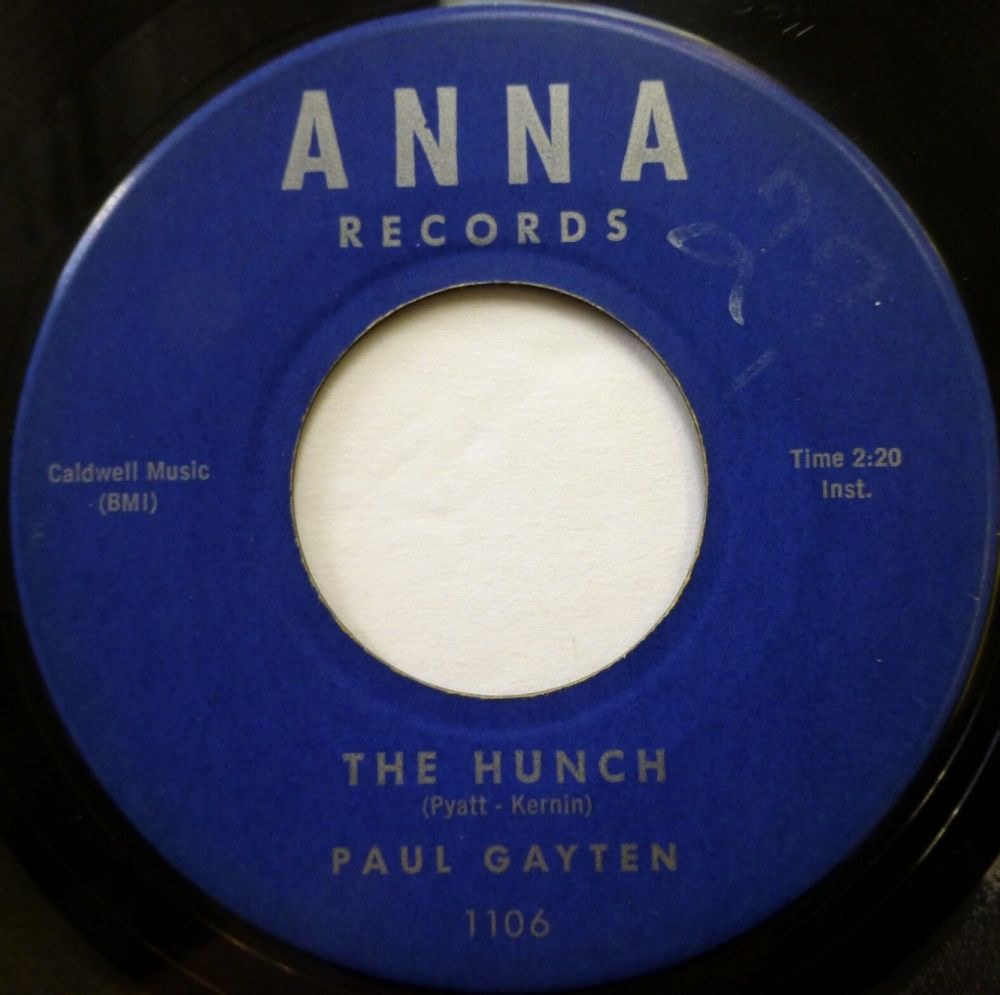 ANNA
RECORDS
Caldwell Music
(BMI)
Time 2:20
Inst.
THE HUNCH
(Pyatt - Kernin)
PAUL GAYTEN
1106